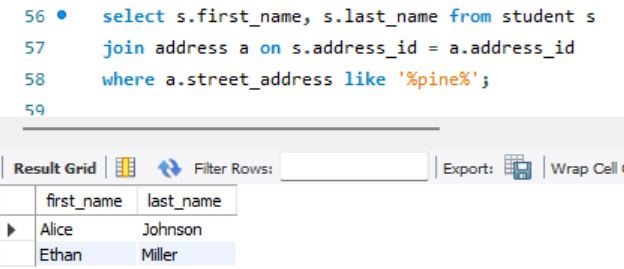 56 select s.first_name, s.last_name from student s
57 join address a on s.address_id = a.address_id
58 where a.street_address like '%pine%';
59
Result Grid Filter Rows: Export: Wrap Cell
first_name last_name
Alice Johnson
Ethan Miller